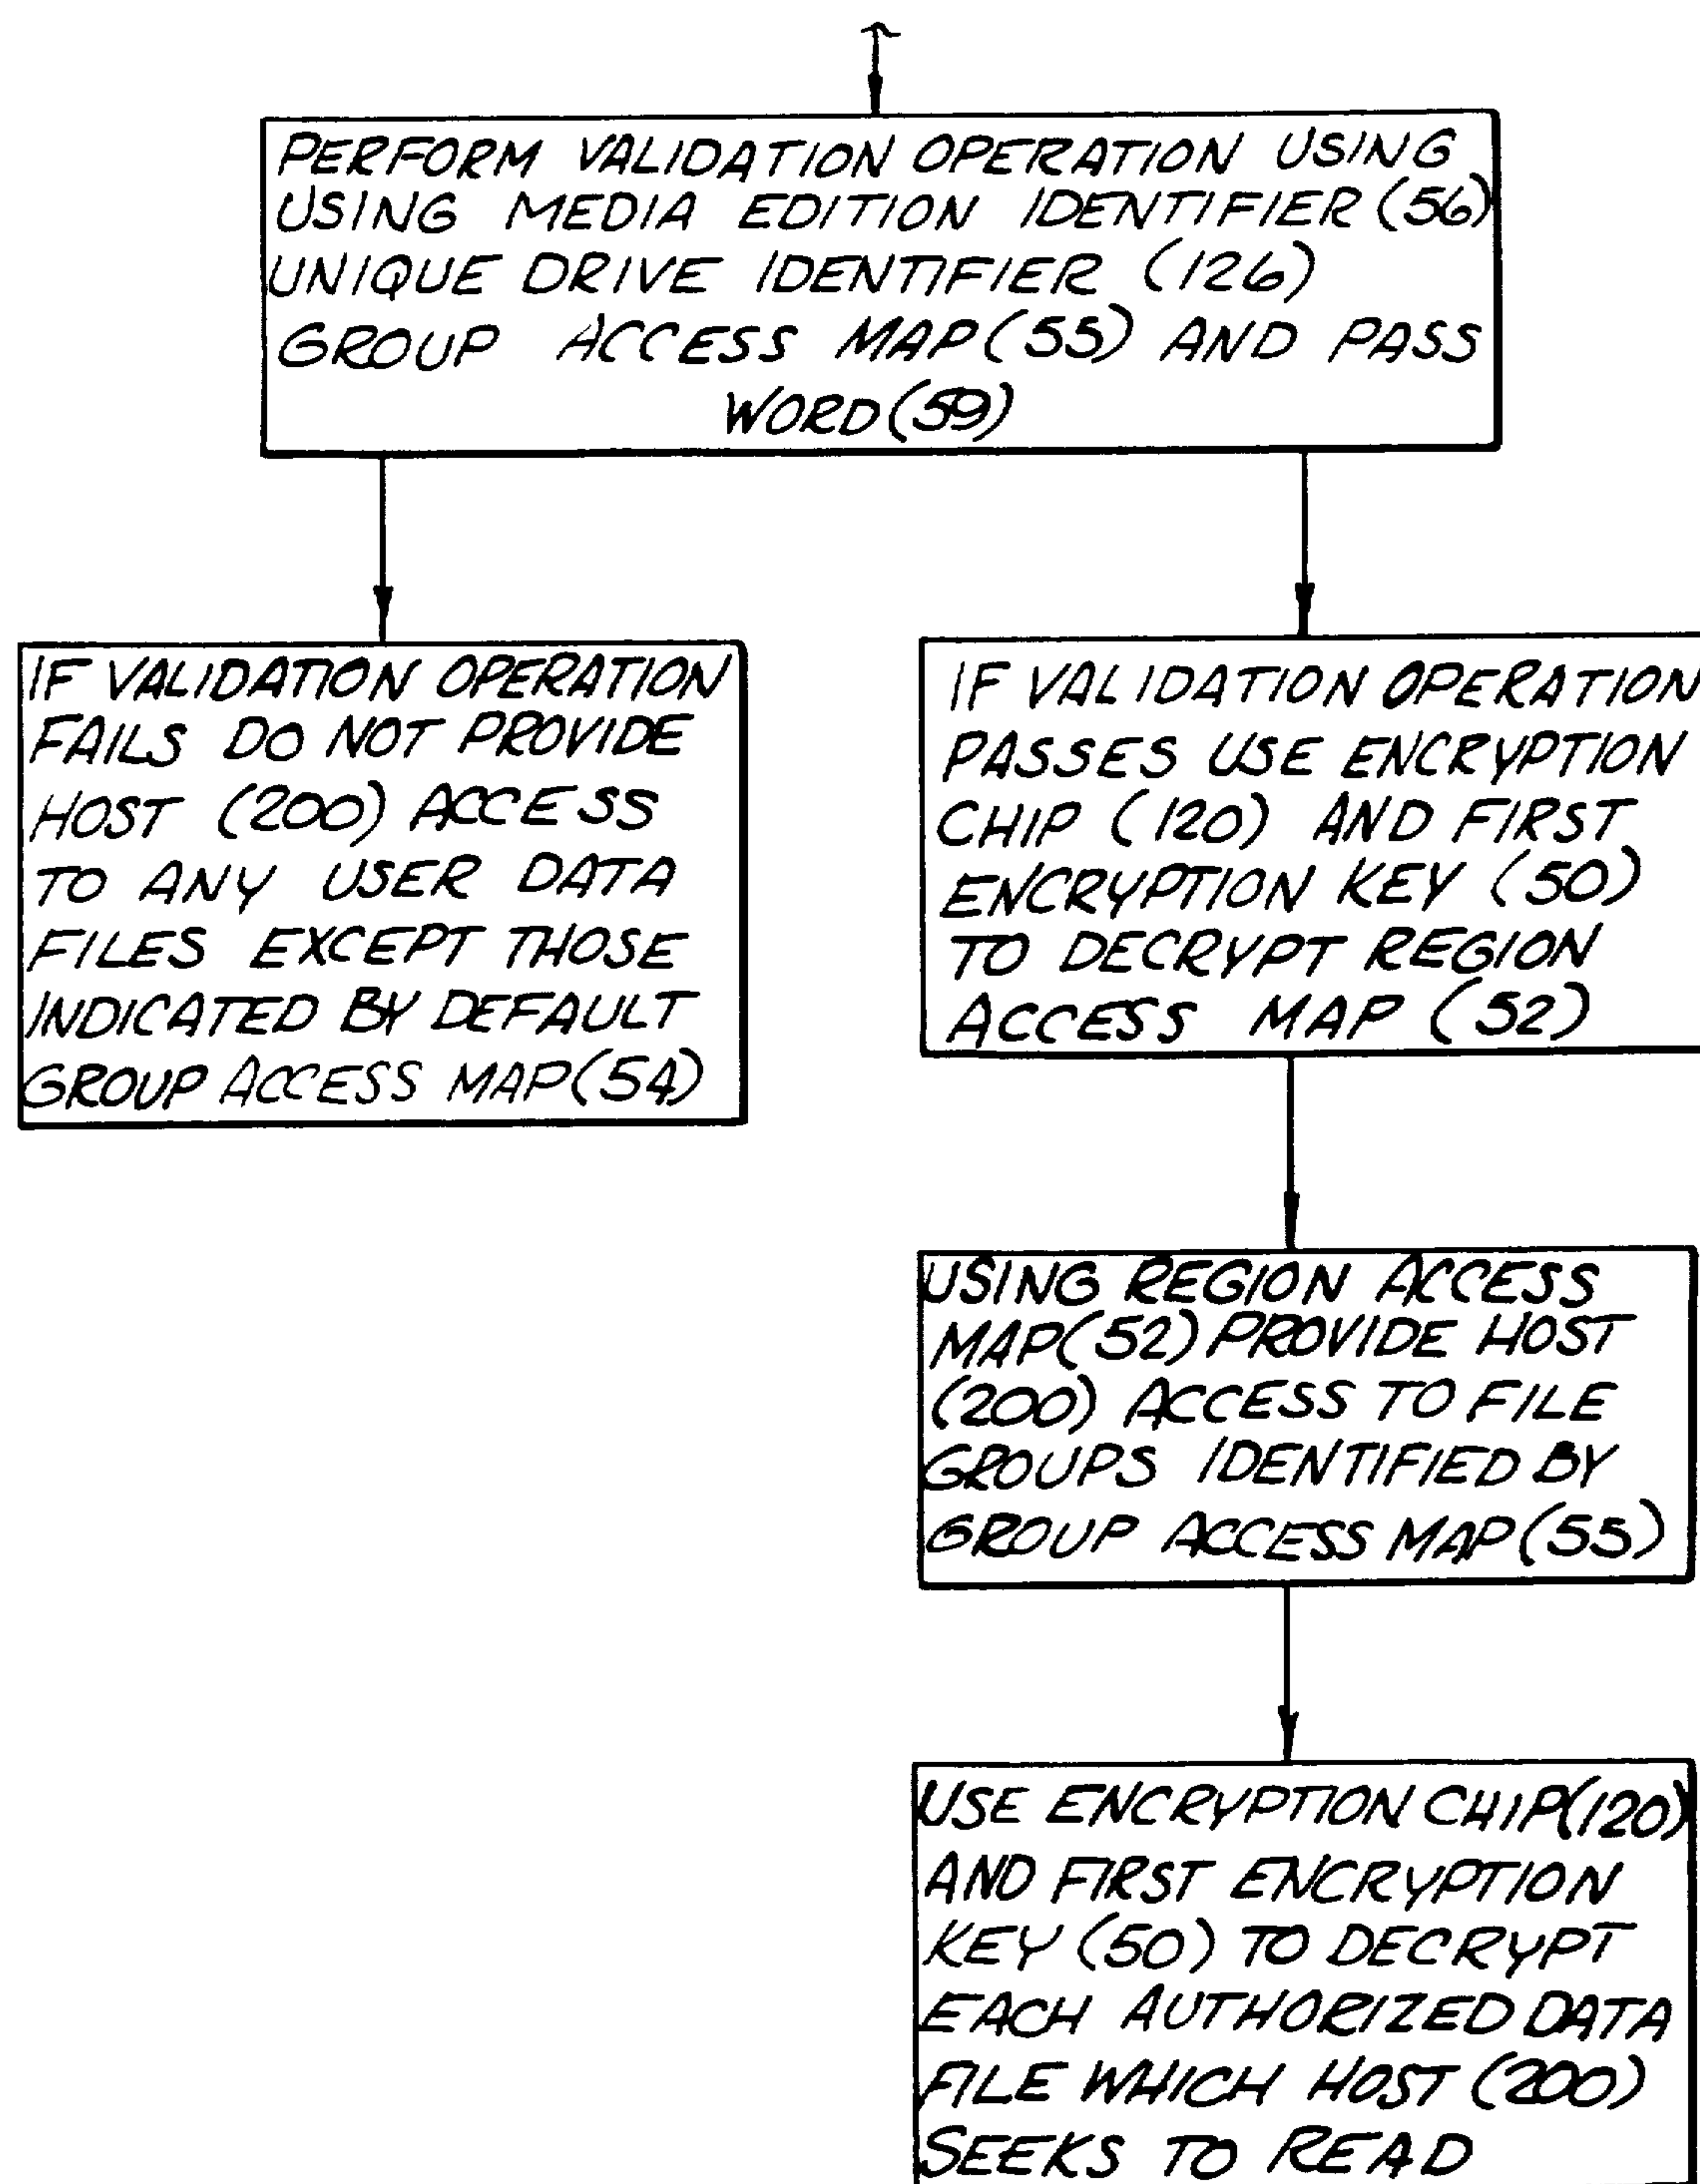 PERFORM VALIDATION OPERATION USING
USING MEDIA EDITION IDENTIFIER (56)
UNIQUE DRIVE IDENTIFIER (126)
GROUP ACCESS MAP (55) AND PASS
WORD (59)
IF VALIDATION OPERATION
FAILS DO NOT PROVIDE
HOST (200) ACCESS
TO ANY USER DATA
FILES EXCEPT THOSE
INDICATED BY DEFAULT
GROUP ACCESS MAP (54)
IF VALIDATION OPERATION
PASSES USE ENCRYPTION
CHIP (120) AND FIRST
ENCRYPTION KEY (50)
TO DECRYPT REGION
ACCESS MAP (52)
USING REGION ACCESS
MAP (52) PROVIDE HOST
(200) ACCESS TO FILE
GROUPS IDENTIFIED BY
GROUP ACCESS MAP (55)
USE ENCRYPTION CHIP (120)
AND FIRST ENCRYPTION
KEY (50) TO DECRYPT
EACH AUTHORIZED DATA
FILE WHICH HOST (200)
SEEKS TO READ